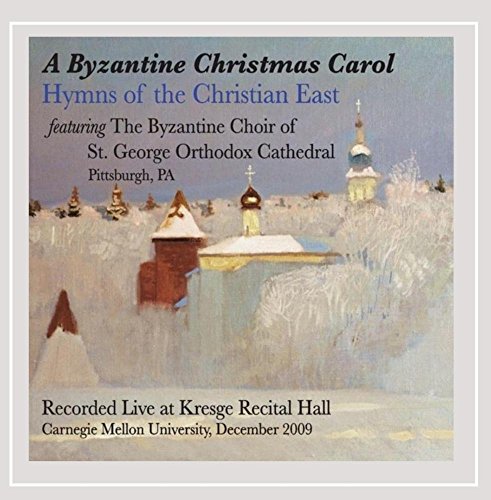 A Byzantine Christmas Carol
Hymns of the Christian East
featuring The Byzantine Choir of
St. George Orthodox Cathedral
Pittsburgh, PA
Recorded Live at Kresge Recital Hall
Carnegie Mellon University, December 2009